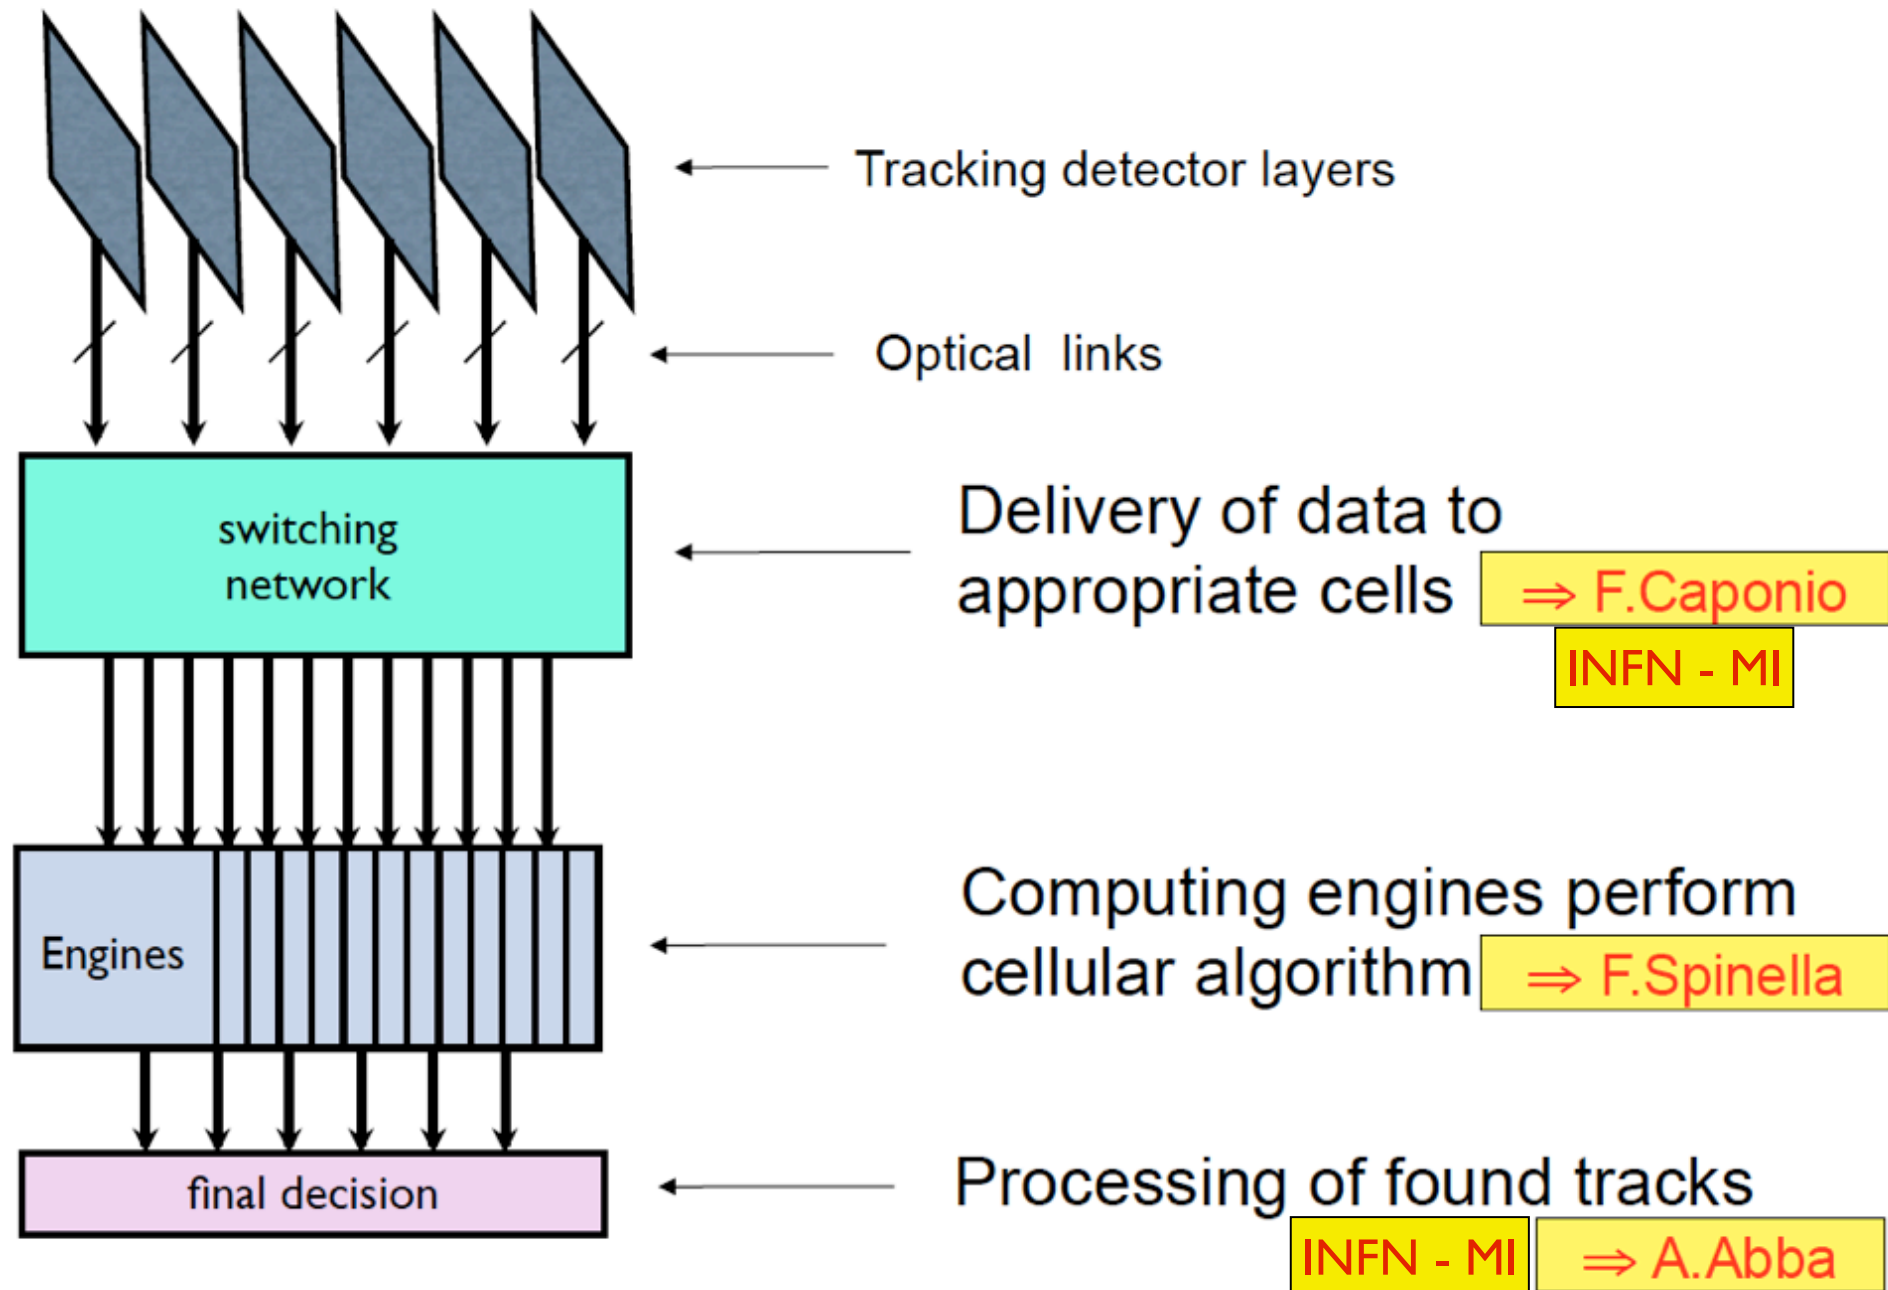 Tracking detector layers
Optical links
switching
network
Delivery of data to
appropriate cells ⇒ F.Caponio
INFN - MI
Engines
Computing engines perform
cellular algorithm ⇒ F.Spinella
final decision
Processing of found tracks
INFN - MI ⇒ A.Abba